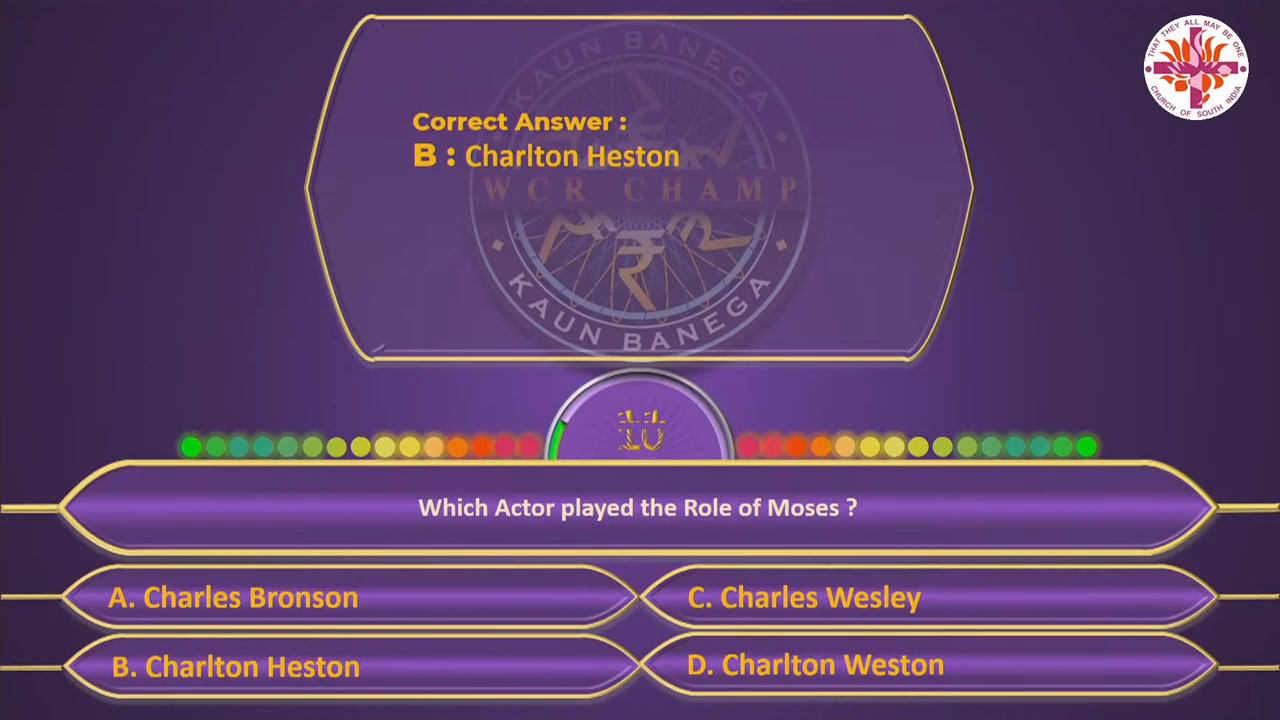 THAT THEY ALL MAY BE ONE
CHURCH OF SOUTH INDIA
KAUN BANEGA
Correct Answer :
B : Charlton Heston
WCR CHAMP
₹
KAUN BANEGA
Which Actor played the Role of Moses ?
A. Charles Bronson
C. Charles Wesley
B. Charlton Heston
D. Charlton Weston